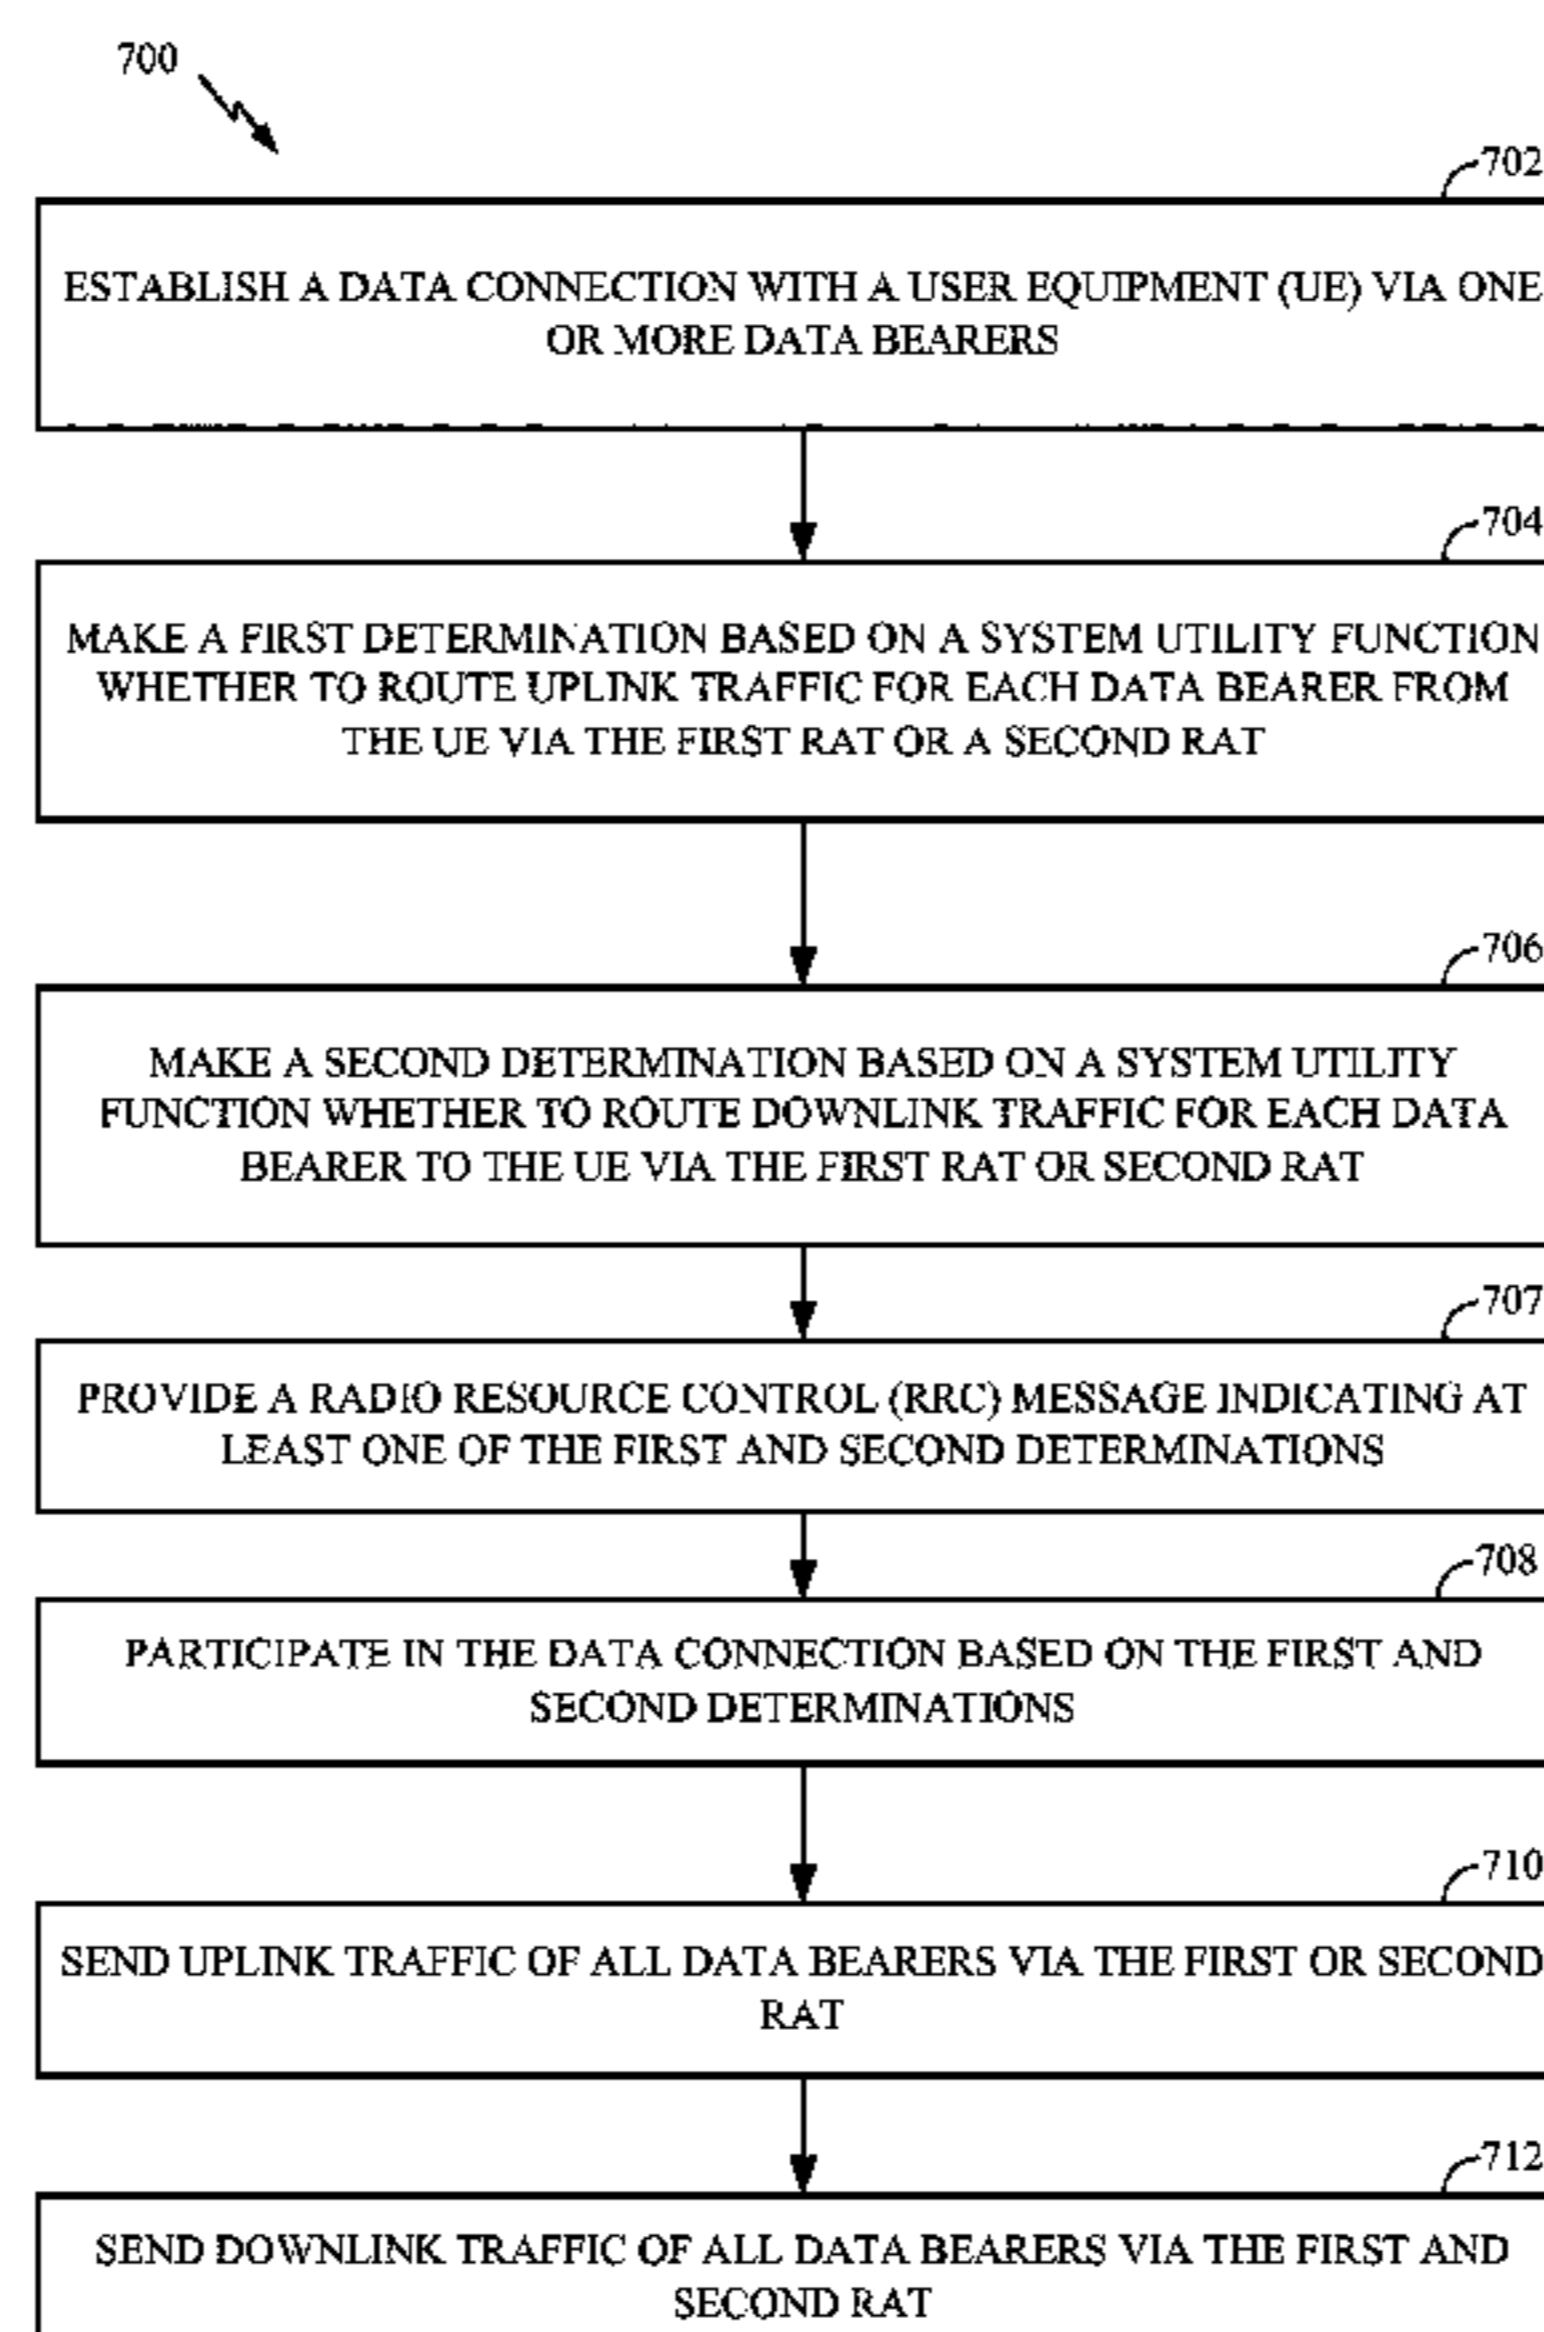 700
702
ESTABLISH A DATA CONNECTION WITH A USER EQUIPMENT (UE) VIA ONE
OR MORE DATA BEARERS
704
MAKE A FIRST DETERMINATION BASED ON A SYSTEM UTILITY FUNCTION
WHETHER TO ROUTE UPLINK TRAFFIC FOR EACH DATA BEARER FROM
THE UE VIA THE FIRST RAT OR A SECOND RAT
706
MAKE A SECOND DETERMINATION BASED ON A SYSTEM UTILITY
FUNCTION WHETHER TO ROUTE DOWNLINK TRAFFIC FOR EACH DATA
BEARER TO THE UE VIA THE FIRST RAT OR SECOND RAT
707
PROVIDE A RADIO RESOURCE CONTROL (RRC) MESSAGE INDICATING AT
LEAST ONE OF THE FIRST AND SECOND DETERMINATIONS
708
PARTICIPATE IN THE DATA CONNECTION BASED ON THE FIRST AND
SECOND DETERMINATIONS
710
SEND UPLINK TRAFFIC OF ALL DATA BEARERS VIA THE FIRST OR SECOND
RAT
712
SEND DOWNLINK TRAFFIC OF ALL DATA BEARERS VIA THE FIRST AND
SECOND RAT